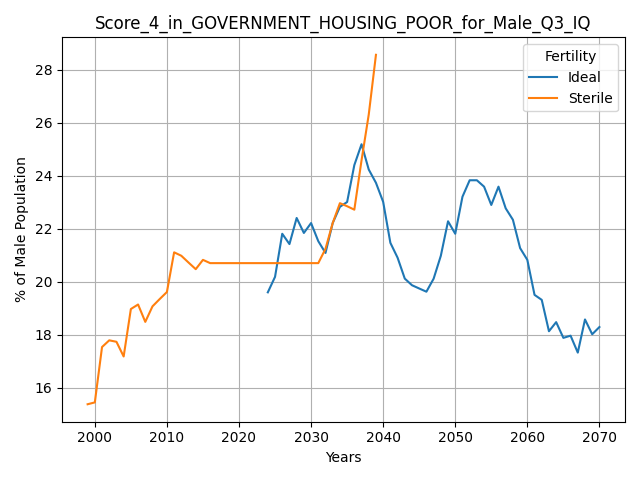 Score_4_in_GOVERNMENT_HOUSING_POOR_for_Male_Q3_IQ
Fertility
Ideal
Sterile
% of Male Population
28
26
24
22
20
18
16
2000 2010 2020 2030 2040 2050 2060 2070
Years